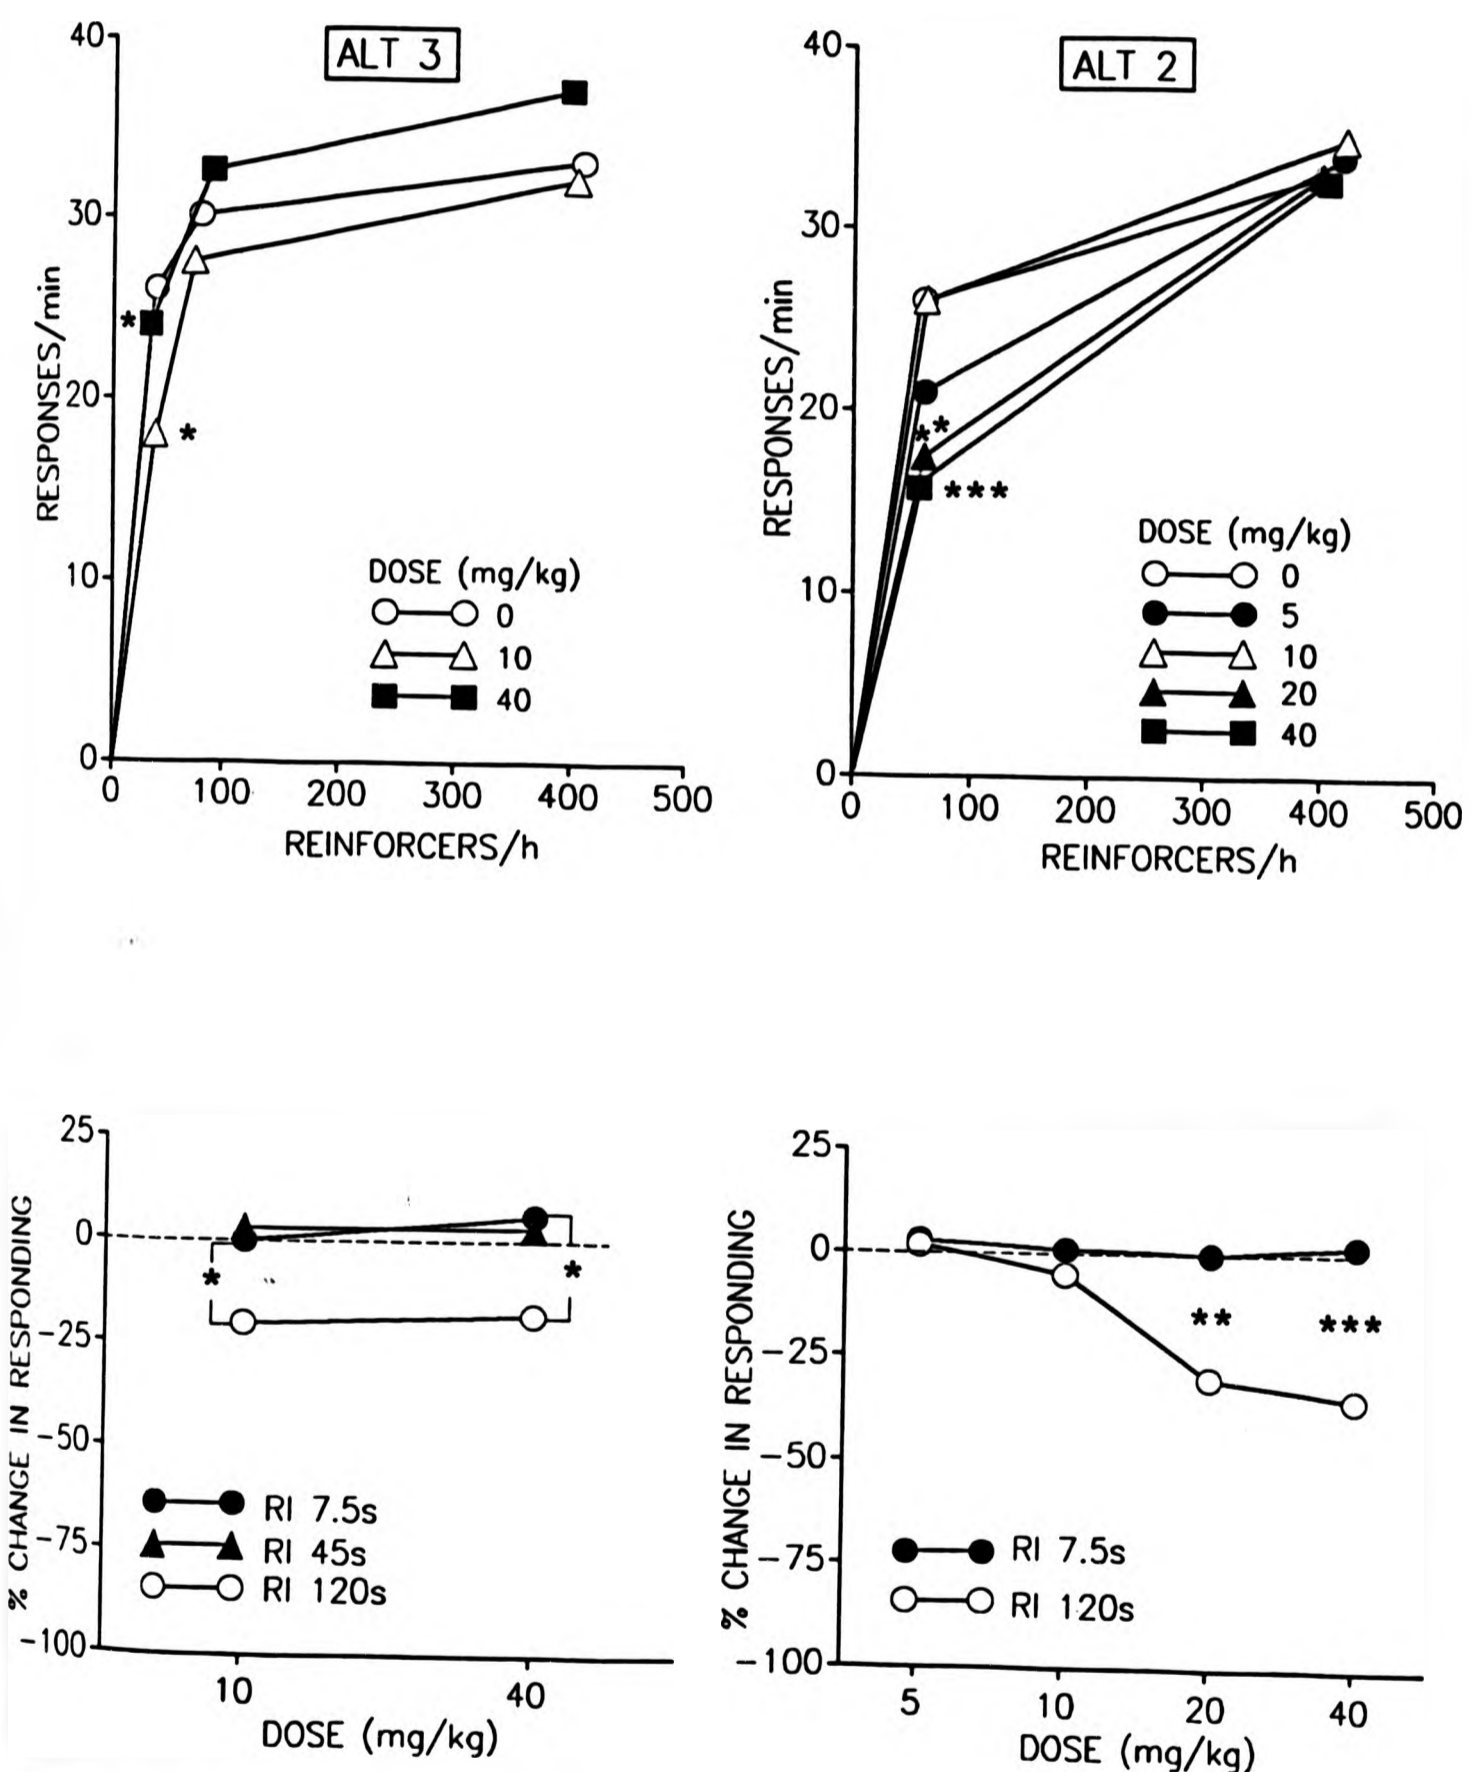 ALT 3
40
30
20
10
0
RESPONSES/min
DOSE (mg/kg)
0
10
40
0 100 200 300 400 500
REINFORCERS/h
ALT 2
40
30
20
10
0
RESPONSES/min
*
*
**
***
DOSE (mg/kg)
0
5
10
20
40
0 100 200 300 400 500
REINFORCERS/h
25
0
-25
-50
-75
-100
% CHANGE IN RESPONDING
* *
RI 7.5s
RI 45s
RI 120s
10 40
DOSE (mg/kg)
25
0
-25
-50
-75
-100
% CHANGE IN RESPONDING
** ***
RI 7.5s
RI 120s
5 10 20 40
DOSE (mg/kg)